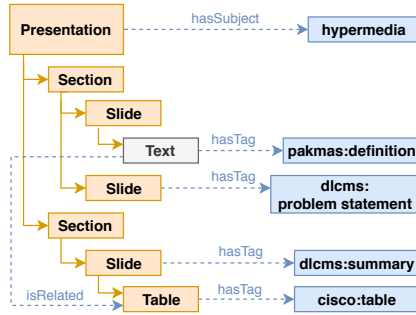 Presentation
hasSubject
hypermedia
Section
Slide
Text
hasTag
pakmas:definition
Slide
hasTag
dlcms:
problem statement
Section
Slide
hasTag
dlcms:summary
isRelated
Table
hasTag
cisco:table